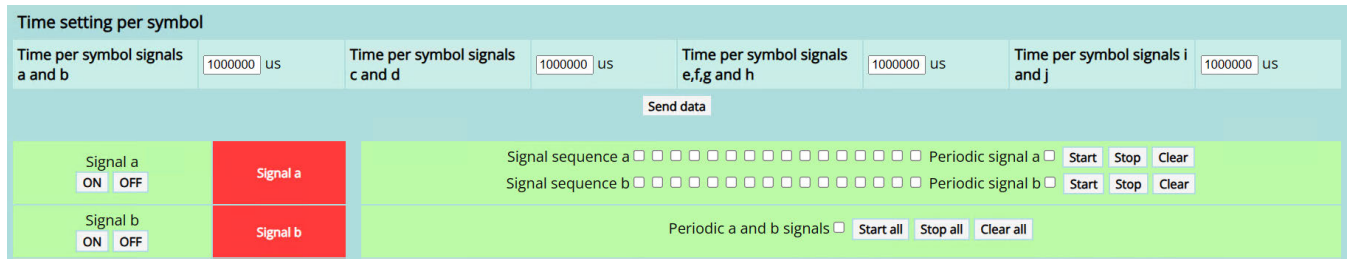 Time setting per symbol
Time per symbol signals a and b 1000000 us Time per symbol signals c and d 1000000 us Time per symbol signals e,f,g and h 1000000 us Time per symbol signals i and j 1000000 us
Send data
Signal a
ON OFF
Signal a
Signal sequence a Periodic signal a Start Stop Clear
Signal sequence b Periodic signal b Start Stop Clear
Signal b
ON OFF
Signal b
Periodic a and b signals Start all Stop all Clear all